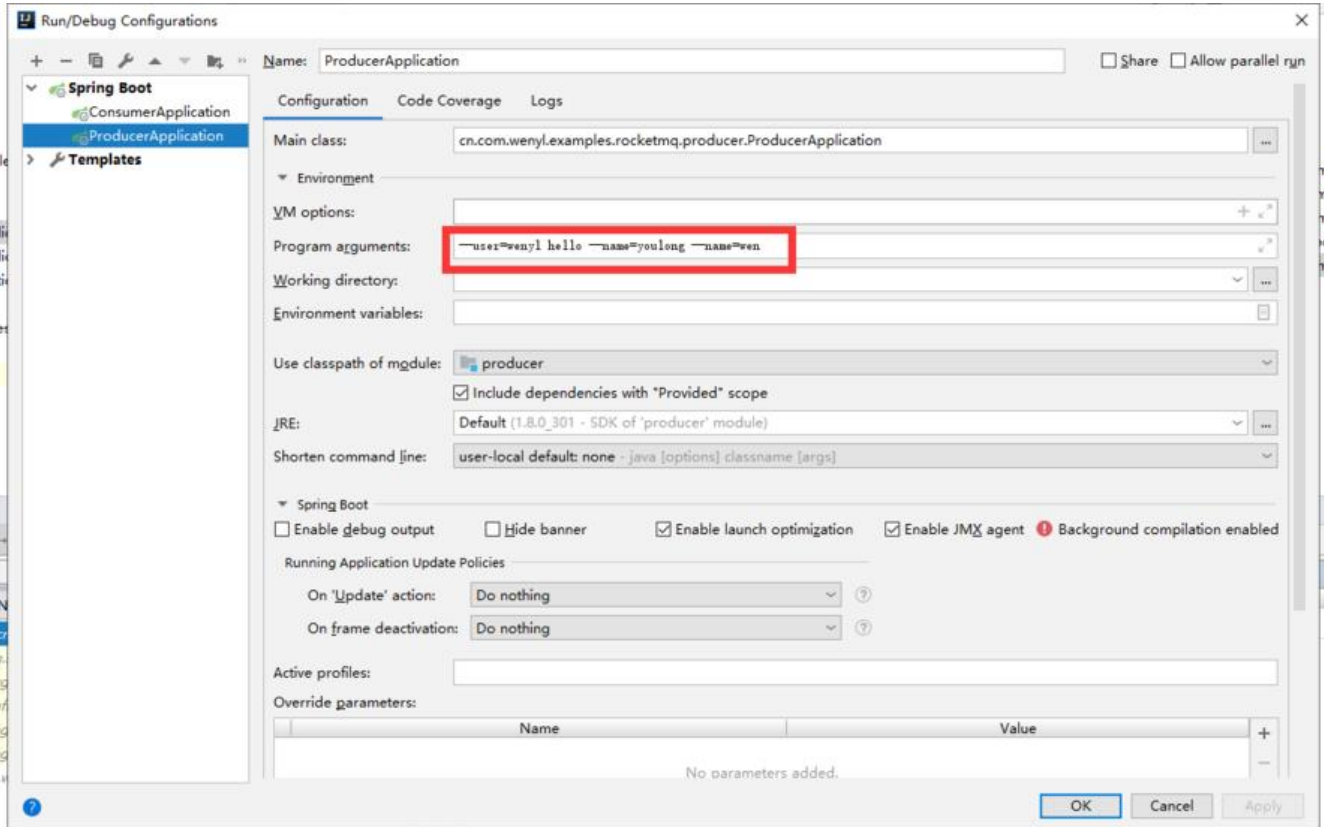 Run/Debug Configurations
Name: ProducerApplication
Share Allow parallel run
Spring Boot
ConsumerApplication
ProducerApplication
Templates
Configuration Code Coverage Logs
Main class: cn.com.wenyl.examples.rocketmq.producer.ProducerApplication
Environment
VM options:
Program arguments: --user=wenyl hello --name=youlong --name=wen
Working directory:
Environment variables:
Use classpath of module: producer
Include dependencies with "Provided" scope
JRE: Default (1.8.0_301 - SDK of 'producer' module)
Shorten command line: user-local default: none - java [options] classname [args]
Spring Boot
Enable debug output Hide banner Enable launch optimization Enable JMX agent Background compilation enabled
Running Application Update Policies
On 'Update' action: Do nothing
On frame deactivation: Do nothing
Active profiles:
Override parameters:
Name Value
No parameters added.
OK Cancel Apply